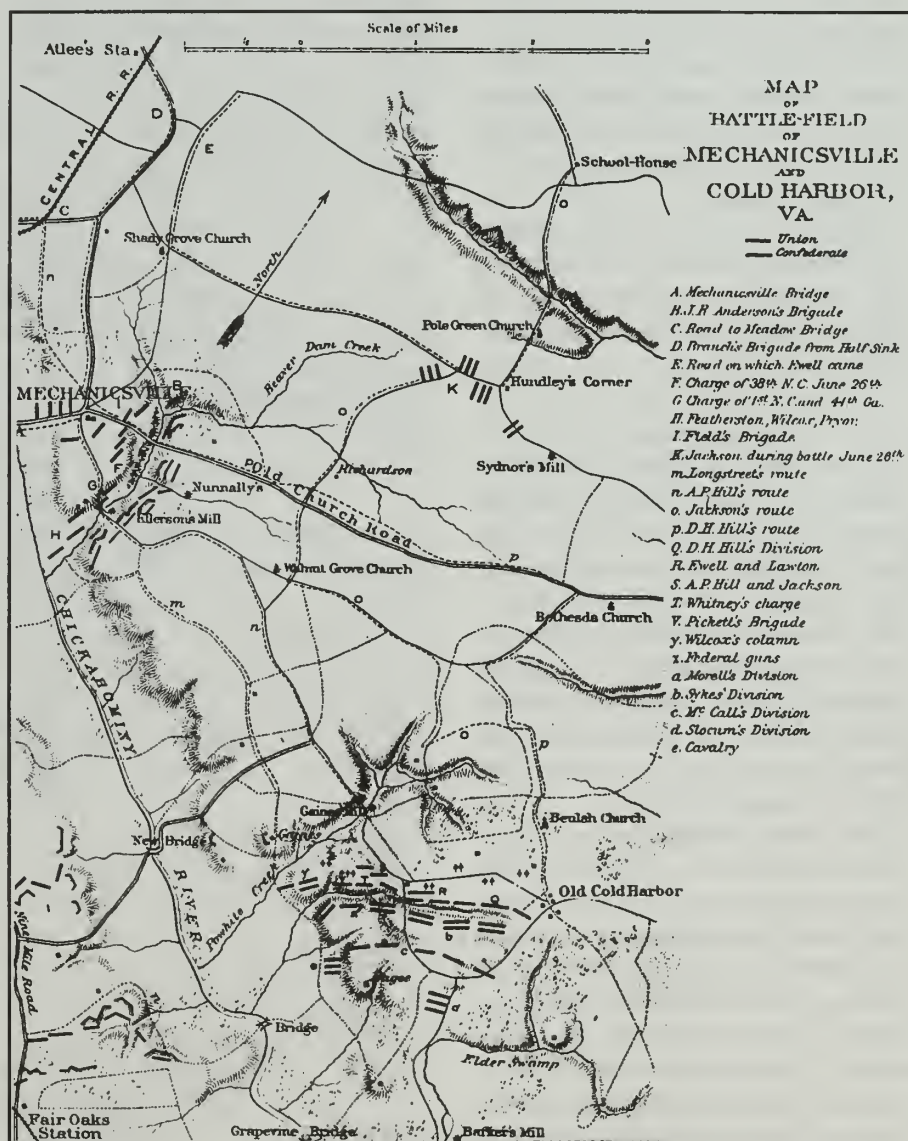 Scale of Miles
Atlee's Sta.
CENTRAL R. R.
D
E
C
n
Shady Grove Church
North
School-House
o
Totopotomoy
Pole Green Church
Hundley's Corner
K
Beaver Dam Creek
MECHANICSVILLE
B
A
F
G
H
Nunnally's
Ellerson's Mill
Richardson
o
P Old Church Road
p
Sydnor's Mill
Walnut Grove Church
o
Bethesda Church
m
n
CHICKAHOMINY
RIVER
o
p
Gaines Mill
Beulah Church
New Bridge
Powhite Creek
Old Cold Harbor
y
T
R
Q
b
c
d
Nine Mile Road
Bridge
Elder Swamp
Fair Oaks
Station
Grapevine Bridge
Barker's Mill
MAP
OF
BATTLE-FIELD
OF
MECHANICSVILLE
AND
COLD HARBOR,
VA.
Union
Confederate
A. Mechanicsville Bridge
B. J.R. Anderson's Brigade
C. Road to Meadow Bridge
D. Branch's Brigade from Half Sink
E. Road on which Ewell came
F. Charge of 38th N.C. June 26th
G. Charge of 1st N.C. and 44th Ga.
H. Featherston, Wilcox, Pryor
I. Field's Brigade
K. Jackson during battle June 26th
m. Longstreet's route
n. A.P. Hill's route
o. Jackson's route
p. D.H. Hill's route
Q. D.H. Hill's Division
R. Ewell and Lawton
S. A.P. Hill and Jackson
T. Whitney's charge
V. Pickett's Brigade
y. Wilcox's column
z. Federal guns
a. Morell's Division
b. Sykes' Division
c. McCall's Division
d. Slocum's Division
e. Cavalry